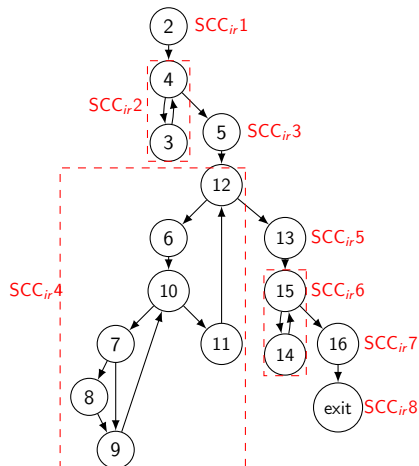 2 SCC_ir1
4
SCC_ir2
3
5 SCC_ir3
12
6 13 SCC_ir5
SCC_ir4 10 15 SCC_ir6
7 11 14 16 SCC_ir7
8 exit SCC_ir8
9